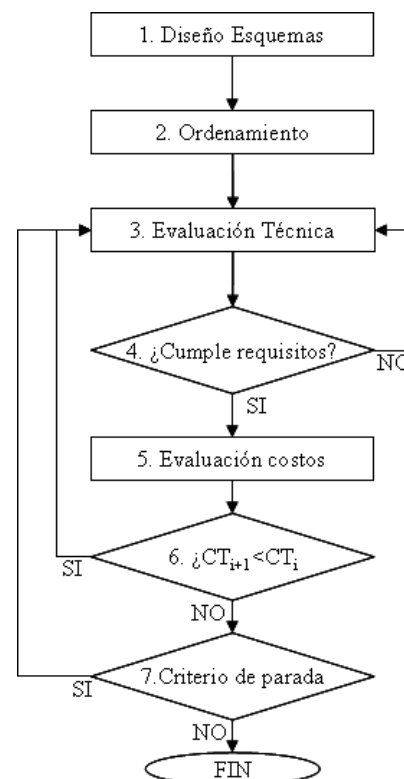 1. Diseño Esquemas
2. Ordenamiento
3. Evaluación Técnica
4. ¿Cumple requisitos?
NO
SI
5. Evaluación costos
6. ¿CTi+1<CTi
SI
NO
7.Criterio de parada
SI
NO
FIN